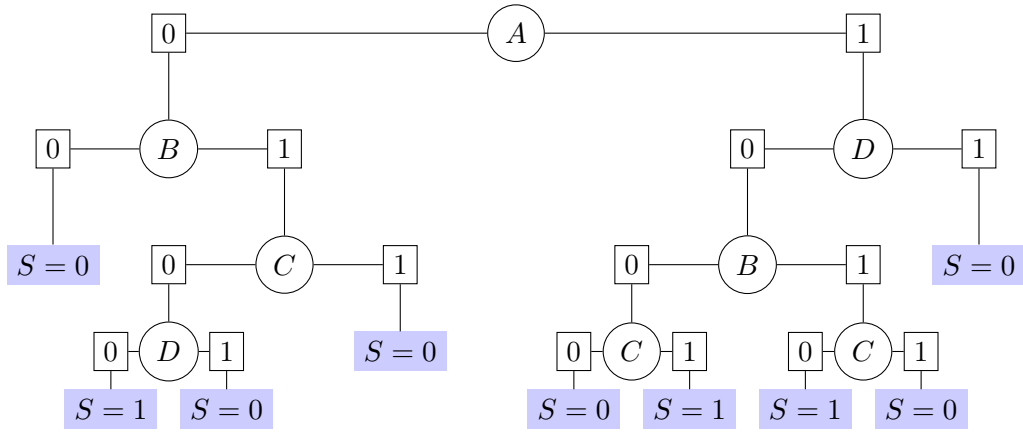 0 A 1
0 B 1 0 D 1
S = 0 0 C 1 0 B 1 S = 0
0 D 1 S = 0 0 C 1 0 C 1
S = 1 S = 0 S = 0 S = 1 S = 1 S = 0